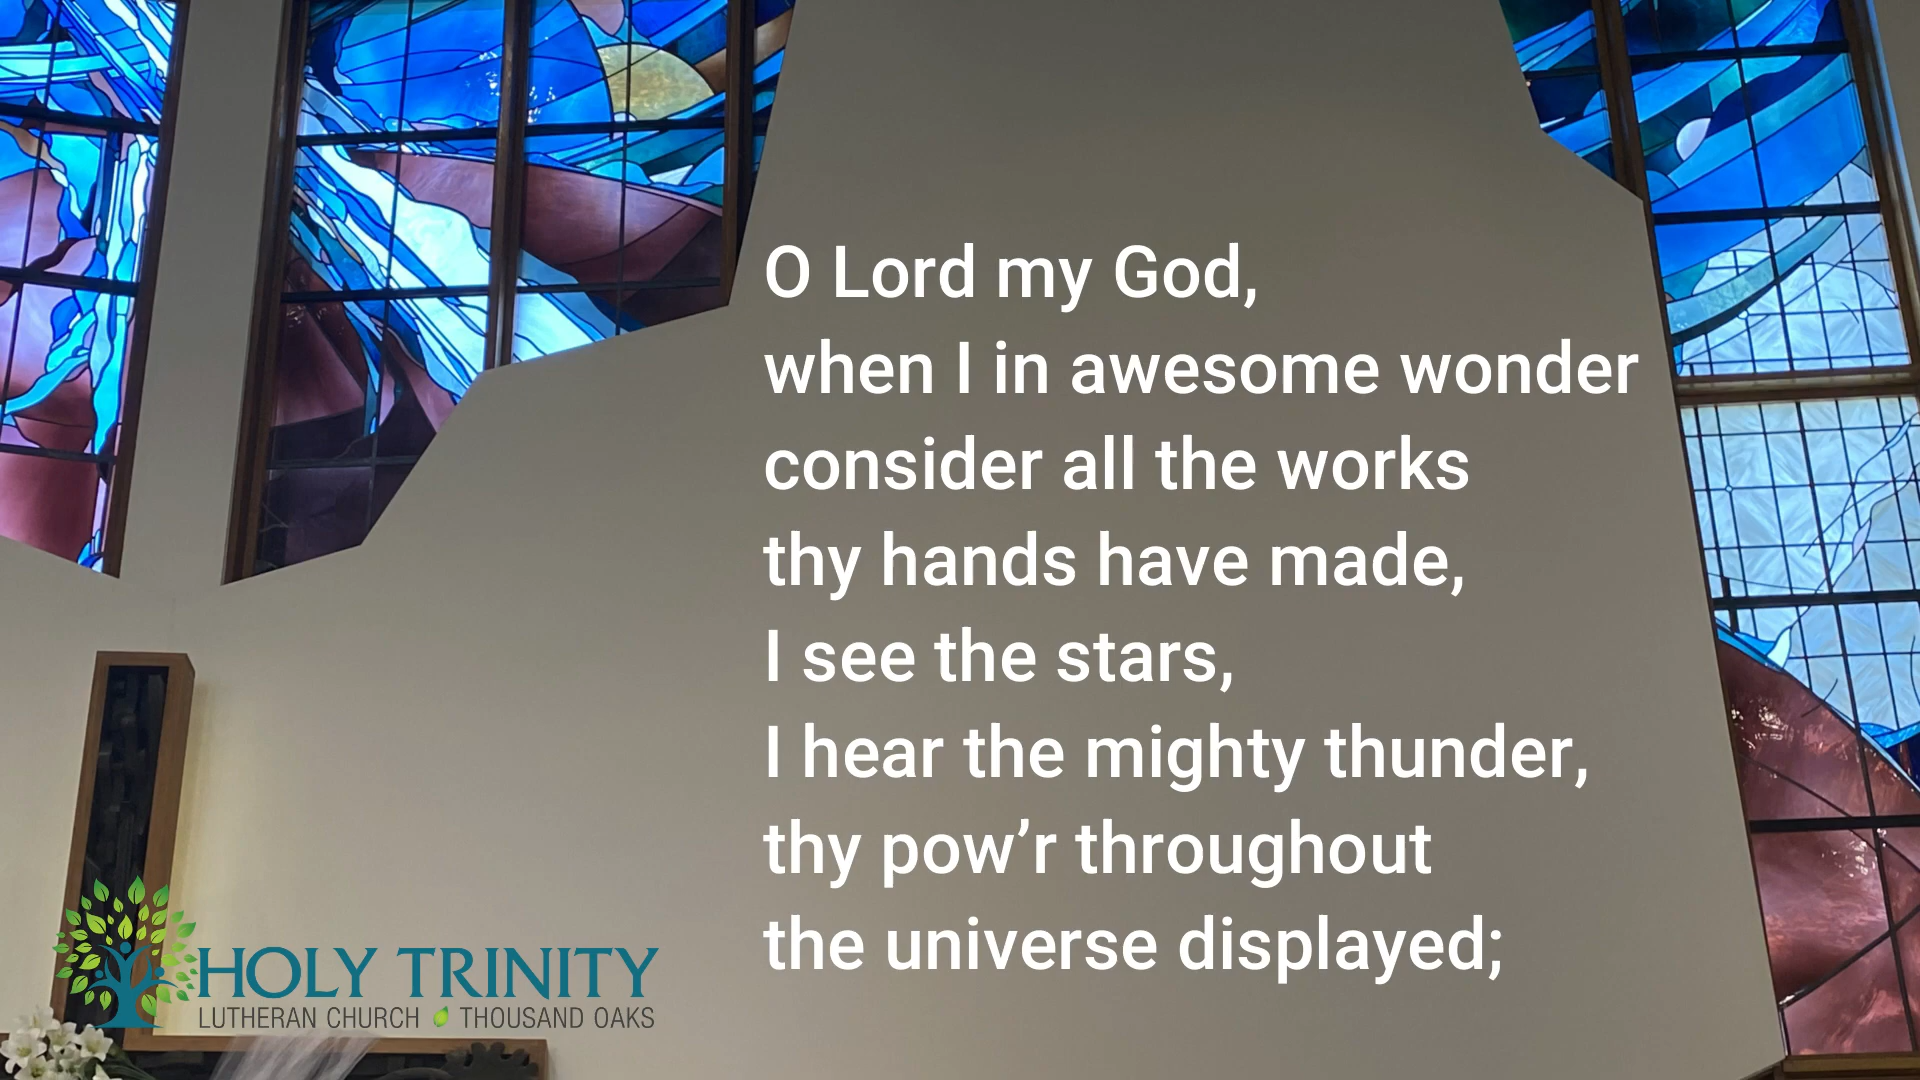 O Lord my God,
when I in awesome wonder
consider all the works
thy hands have made,
I see the stars,
I hear the mighty thunder,
thy pow’r throughout
the universe displayed;
HOLY TRINITY
LUTHERAN CHURCH THOUSAND OAKS